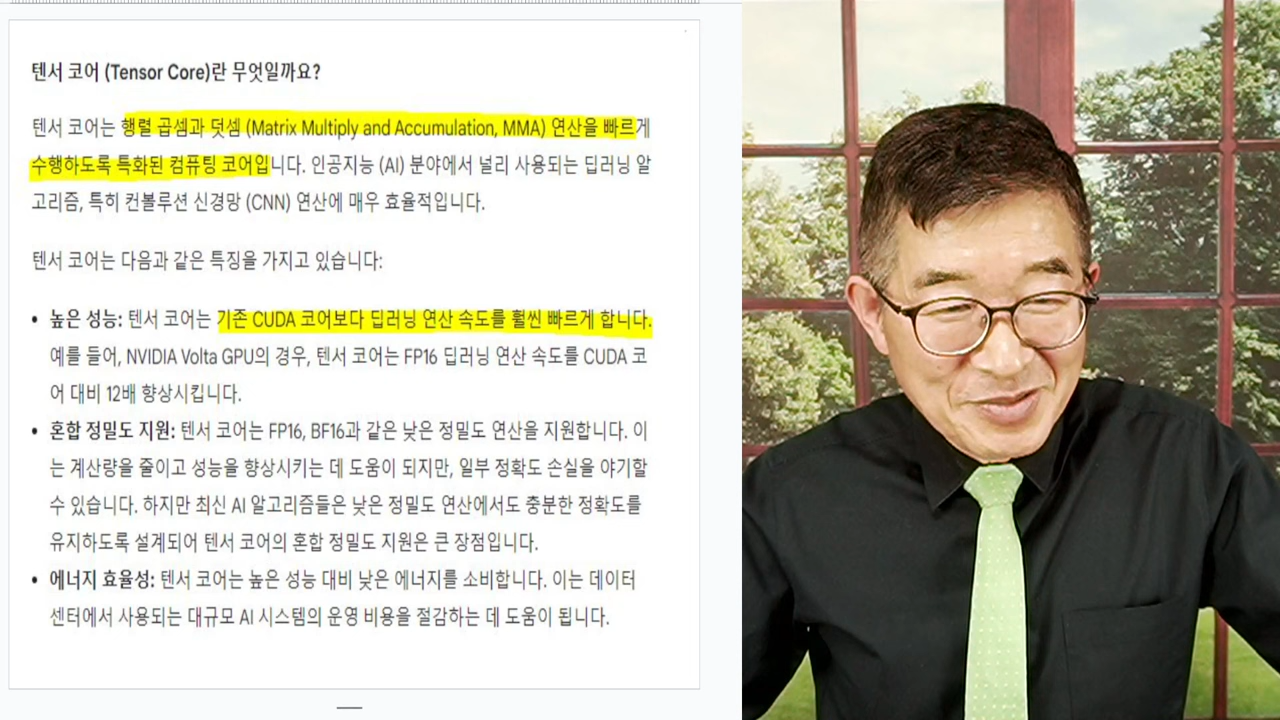 텐서 코어 (Tensor Core)란 무엇일까요?
텐서 코어는 행렬 곱셈과 덧셈 (Matrix Multiply and Accumulation, MMA) 연산을 빠르게
수행하도록 특화된 컴퓨팅 코어입니다. 인공지능 (AI) 분야에서 널리 사용되는 딥러닝 알
고리즘, 특히 컨볼루션 신경망 (CNN) 연산에 매우 효율적입니다.
텐서 코어는 다음과 같은 특징을 가지고 있습니다:
• 높은 성능: 텐서 코어는 기존 CUDA 코어보다 딥러닝 연산 속도를 훨씬 빠르게 합니다.
예를 들어, NVIDIA Volta GPU의 경우, 텐서 코어는 FP16 딥러닝 연산 속도를 CUDA 코
어 대비 12배 향상시킵니다.
• 혼합 정밀도 지원: 텐서 코어는 FP16, BF16과 같은 낮은 정밀도 연산을 지원합니다. 이
는 계산량을 줄이고 성능을 향상시키는 데 도움이 되지만, 일부 정확도 손실을 야기할
수 있습니다. 하지만 최신 AI 알고리즘들은 낮은 정밀도 연산에서도 충분한 정확도를
유지하도록 설계되어 텐서 코어의 혼합 정밀도 지원은 큰 장점입니다.
• 에너지 효율성: 텐서 코어는 높은 성능 대비 낮은 에너지를 소비합니다. 이는 데이터
센터에서 사용되는 대규모 AI 시스템의 운영 비용을 절감하는 데 도움이 됩니다.